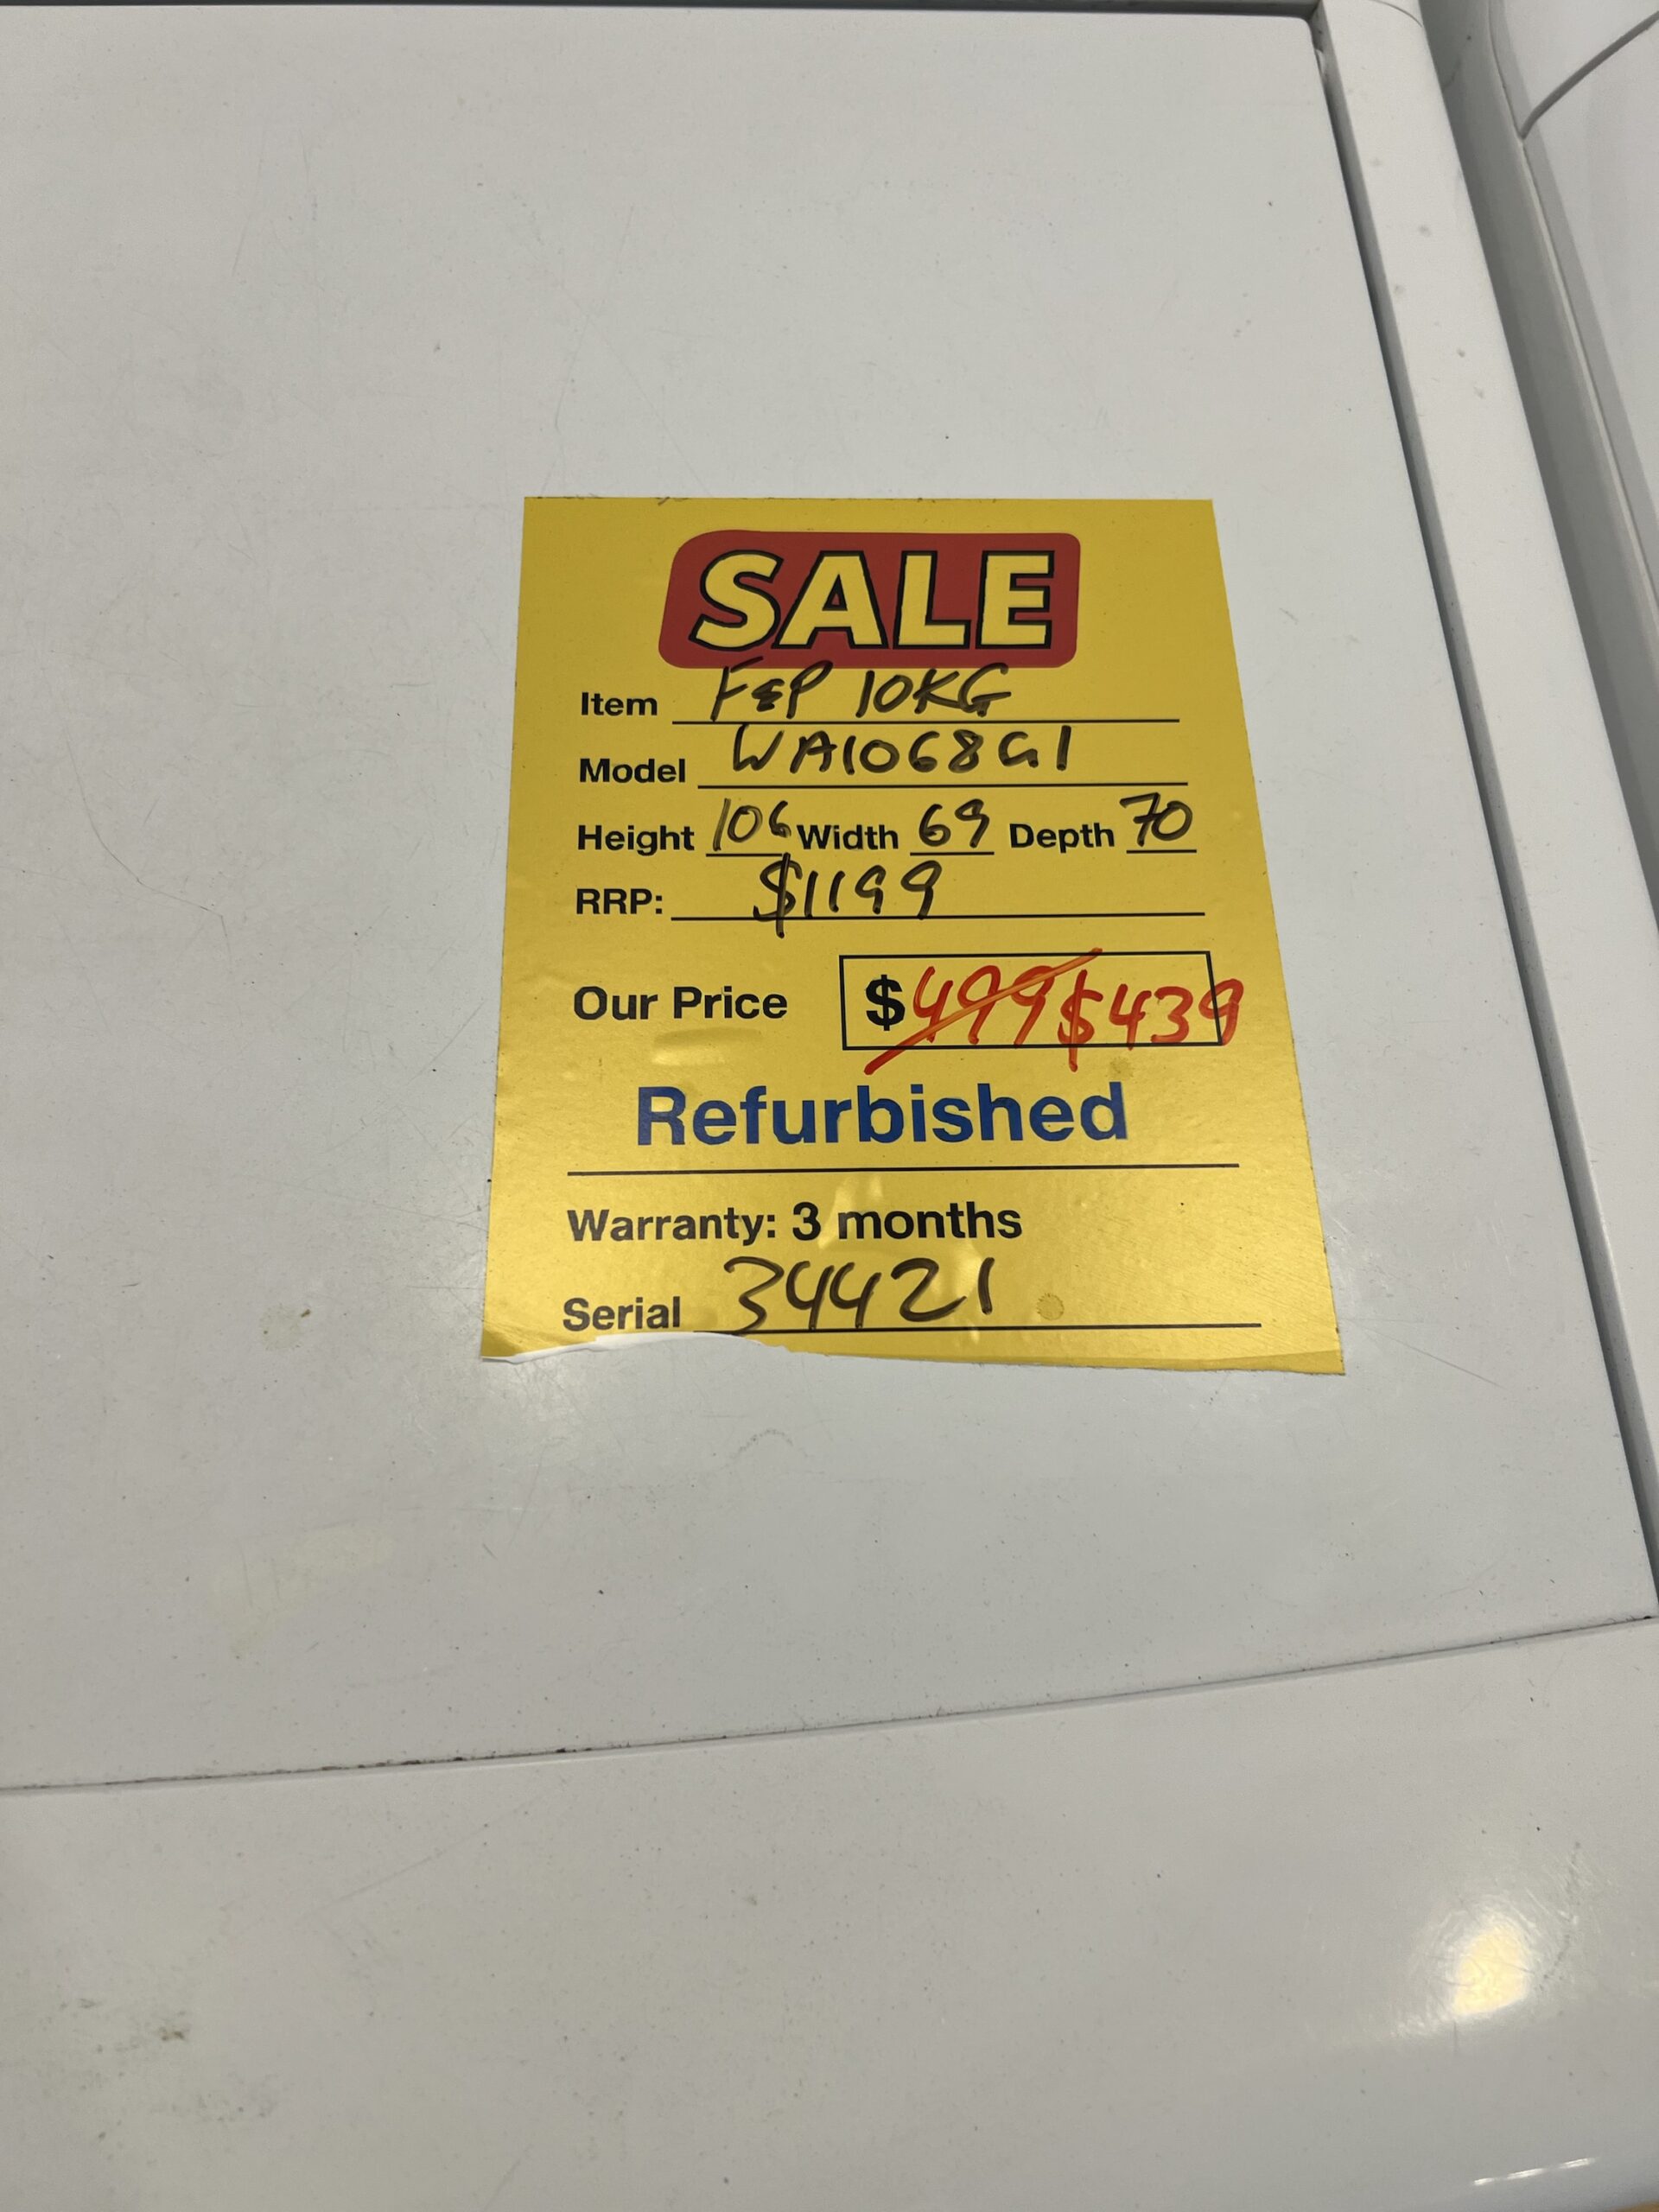 SALE
Item F&P 10KG
Model WA1068G1
Height 106 Width 69 Depth 70
RRP: $1199
Our Price $499 $439
Refurbished
Warranty: 3 months
Serial 34421